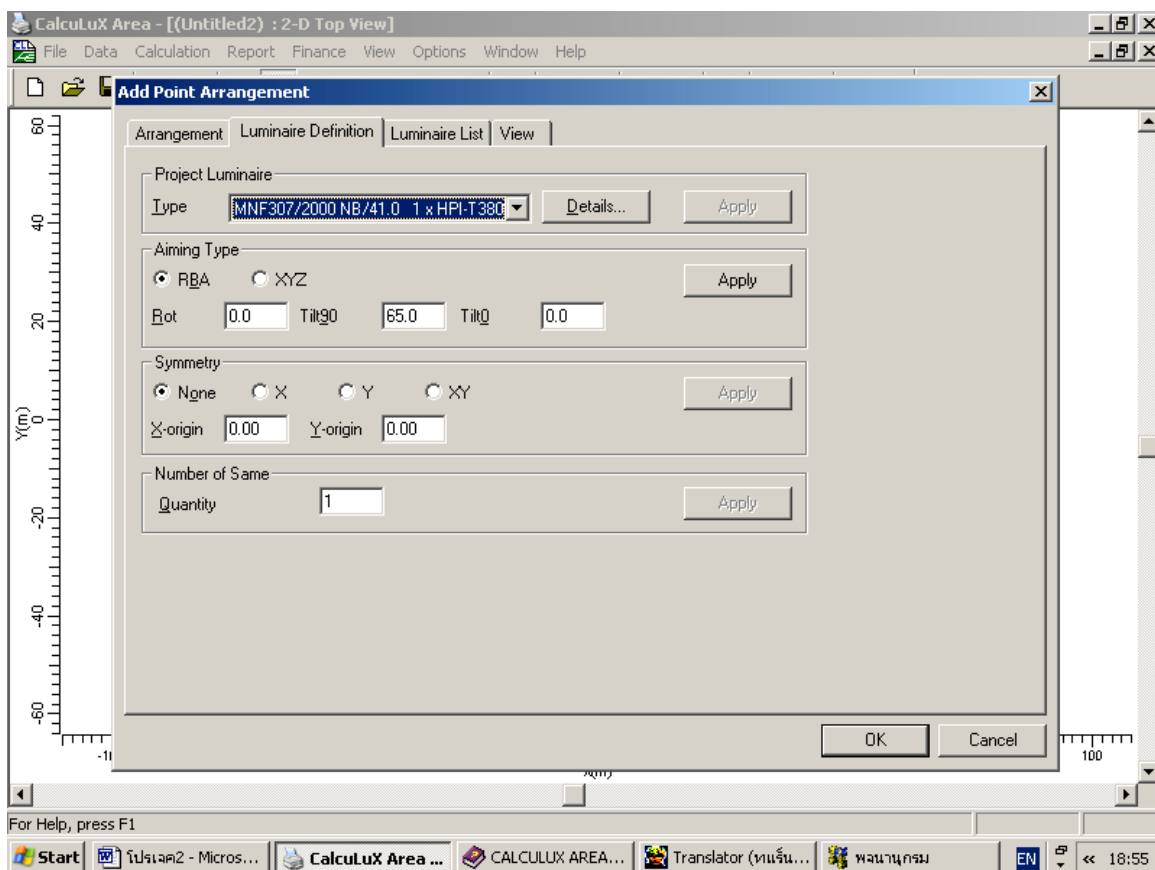 CalcuLuX Area - [(Untitled2) : 2-D Top View]
File Data Calculation Report Finance View Options Window Help
Add Point Arrangement
Arrangement Luminaire Definition Luminaire List View
Project Luminaire
Type MNF307/2000 NB/41.0 1 x HPI-T380 Details... Apply
Aiming Type
RBA XYZ Apply
Rot 0.0 Tilt90 65.0 Tilt0 0.0
Symmetry
None X Y XY Apply
X-origin 0.00 Y-origin 0.00
Number of Same
Quantity 1 Apply
OK Cancel
60
40
20
0
Y(m)
-20
-40
-60
100
X(m)
For Help, press F1
Start โปรเจค2 - Micros... CalcuLuX Area ... CALCULUX AREA... Translator (ทแร็น... พจนานุกรม EN « 18:55